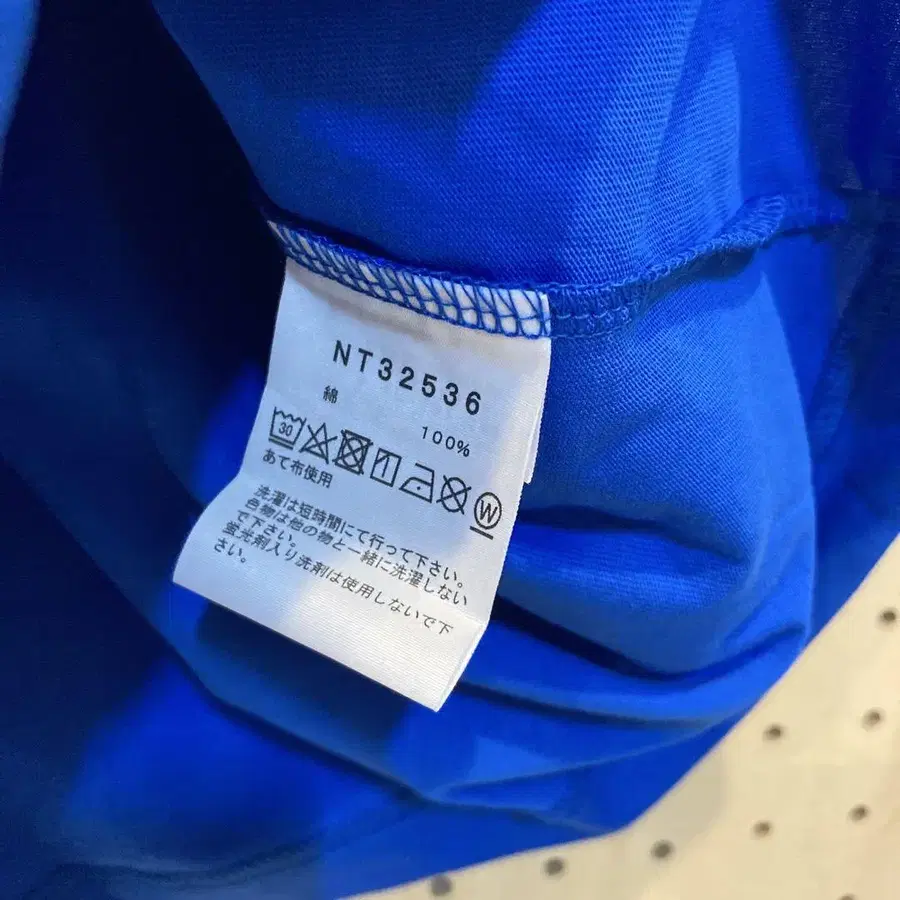 NT32536
綿
100%
30
W
あて布使用
洗濯は短時間にて行って下さい。
色物は他の物と一緒に洗濯しない
で下さい。
蛍光剤入り洗剤は使用しないで下
さい。